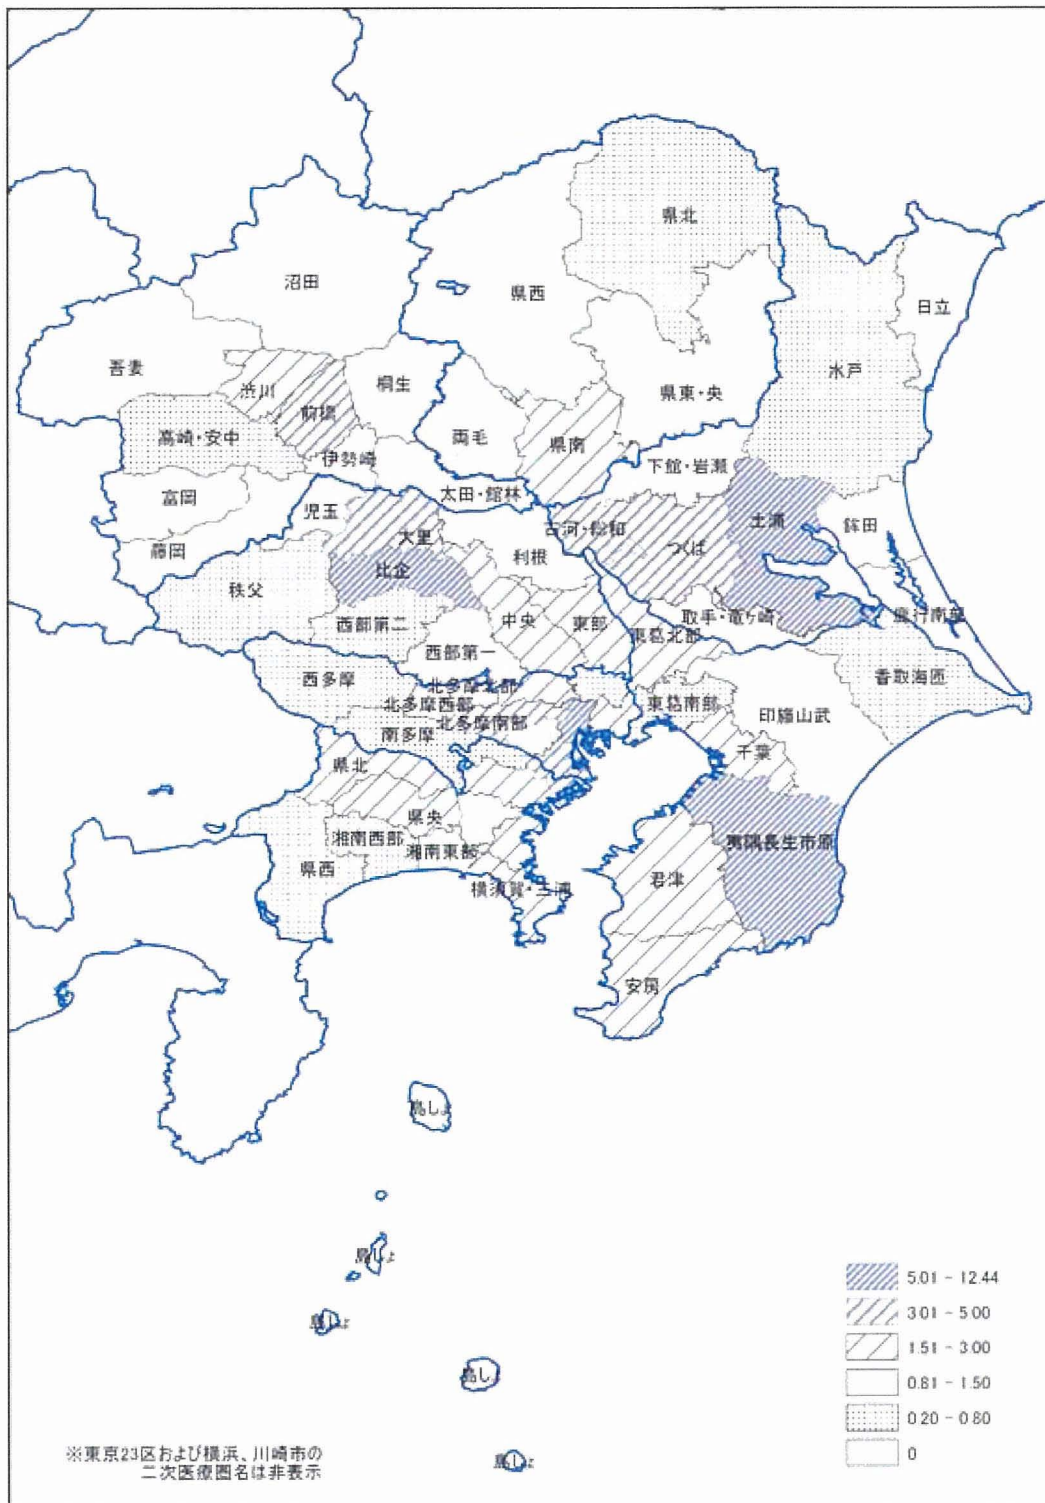 県北
沼田
県西
日立
吾妻
水戸
渋川
桐生
前橋
両毛
県東・央
高崎・安中
県南
伊勢崎
下館・岩瀬
太田・館林
富岡
児玉
土浦
鉾田
大里
古河・総和
つくば
藤岡
利根
比企
秩父
中央
取手・竜ヶ崎
鹿行南部
西部第二
東部
東葛北部
西部第一
西多摩
香取海匝
北多摩北部
北多摩西部
東葛南部
北多摩南部
印旛山武
南多摩
千葉
県北
県央
湘南西部
夷隅長生市原
湘南東部
県西
君津
横須賀・三浦
安房
島しょ
島しょ
島しょ
島しょ
島しょ
5.01 - 12.44
3.01 - 5.00
1.51 - 3.00
0.81 - 1.50
0.20 - 0.80
0
※東京23区および横浜、川崎市の
二次医療圏名は非表示